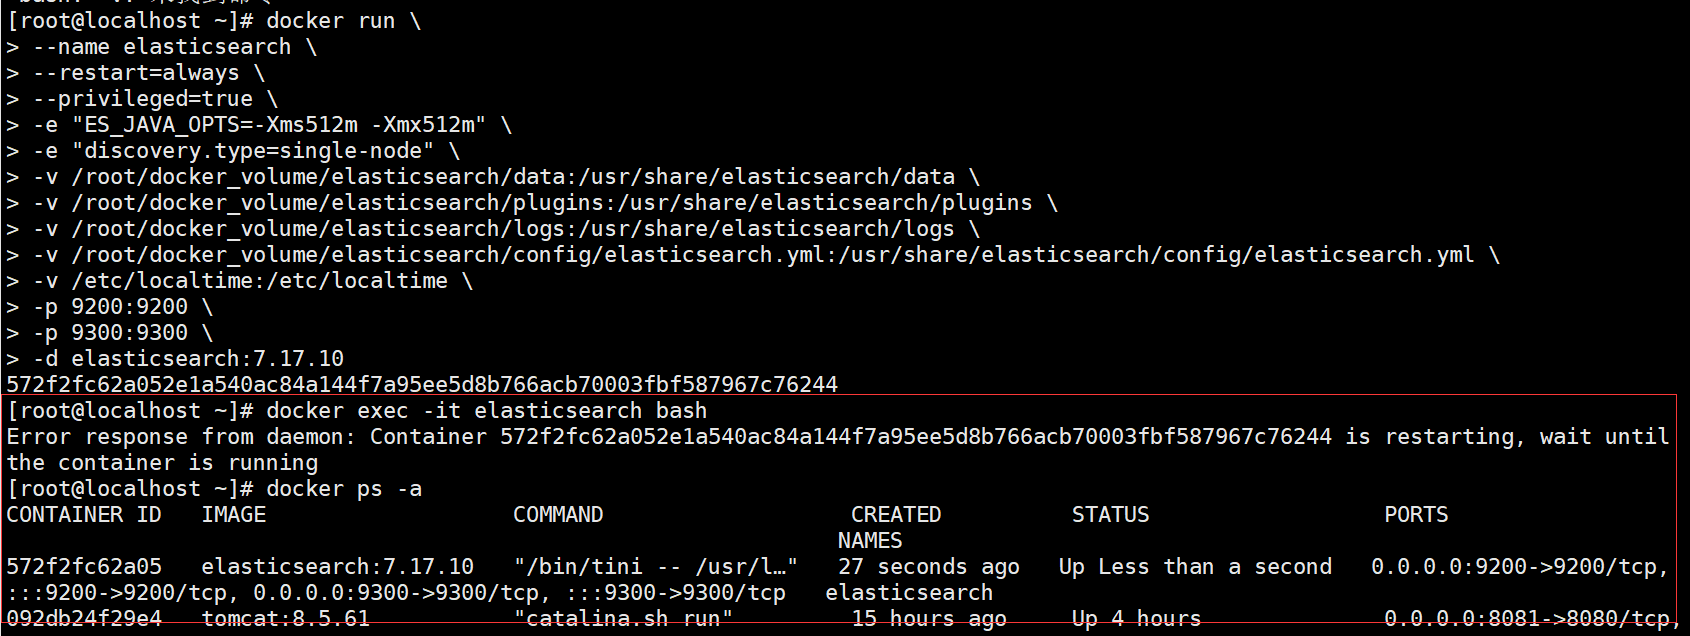 [root@localhost ~]# docker run \
> --name elasticsearch \
> --restart=always \
> --privileged=true \
> -e "ES_JAVA_OPTS=-Xms512m -Xmx512m" \
> -e "discovery.type=single-node" \
> -v /root/docker_volume/elasticsearch/data:/usr/share/elasticsearch/data \
> -v /root/docker_volume/elasticsearch/plugins:/usr/share/elasticsearch/plugins \
> -v /root/docker_volume/elasticsearch/logs:/usr/share/elasticsearch/logs \
> -v /root/docker_volume/elasticsearch/config/elasticsearch.yml:/usr/share/elasticsearch/config/elasticsearch.yml \
> -v /etc/localtime:/etc/localtime \
> -p 9200:9200 \
> -p 9300:9300 \
> -d elasticsearch:7.17.10
572f2fc62a052e1a540ac84a144f7a95ee5d8b766acb70003fbf587967c76244
[root@localhost ~]# docker exec -it elasticsearch bash
Error response from daemon: Container 572f2fc62a052e1a540ac84a144f7a95ee5d8b766acb70003fbf587967c76244 is restarting, wait until
the container is running
[root@localhost ~]# docker ps -a
CONTAINER ID   IMAGE                   COMMAND                   CREATED          STATUS                  PORTS
NAMES
572f2fc62a05   elasticsearch:7.17.10   "/bin/tini -- /usr/l…"   27 seconds ago   Up Less than a second   0.0.0.0:9200->9200/tcp,
:::9200->9200/tcp, 0.0.0.0:9300->9300/tcp, :::9300->9300/tcp   elasticsearch
092db24f29e4   tomcat:8.5.61           "catalina.sh run"         15 hours ago     Up 4 hours              0.0.0.0:8081->8080/tcp,